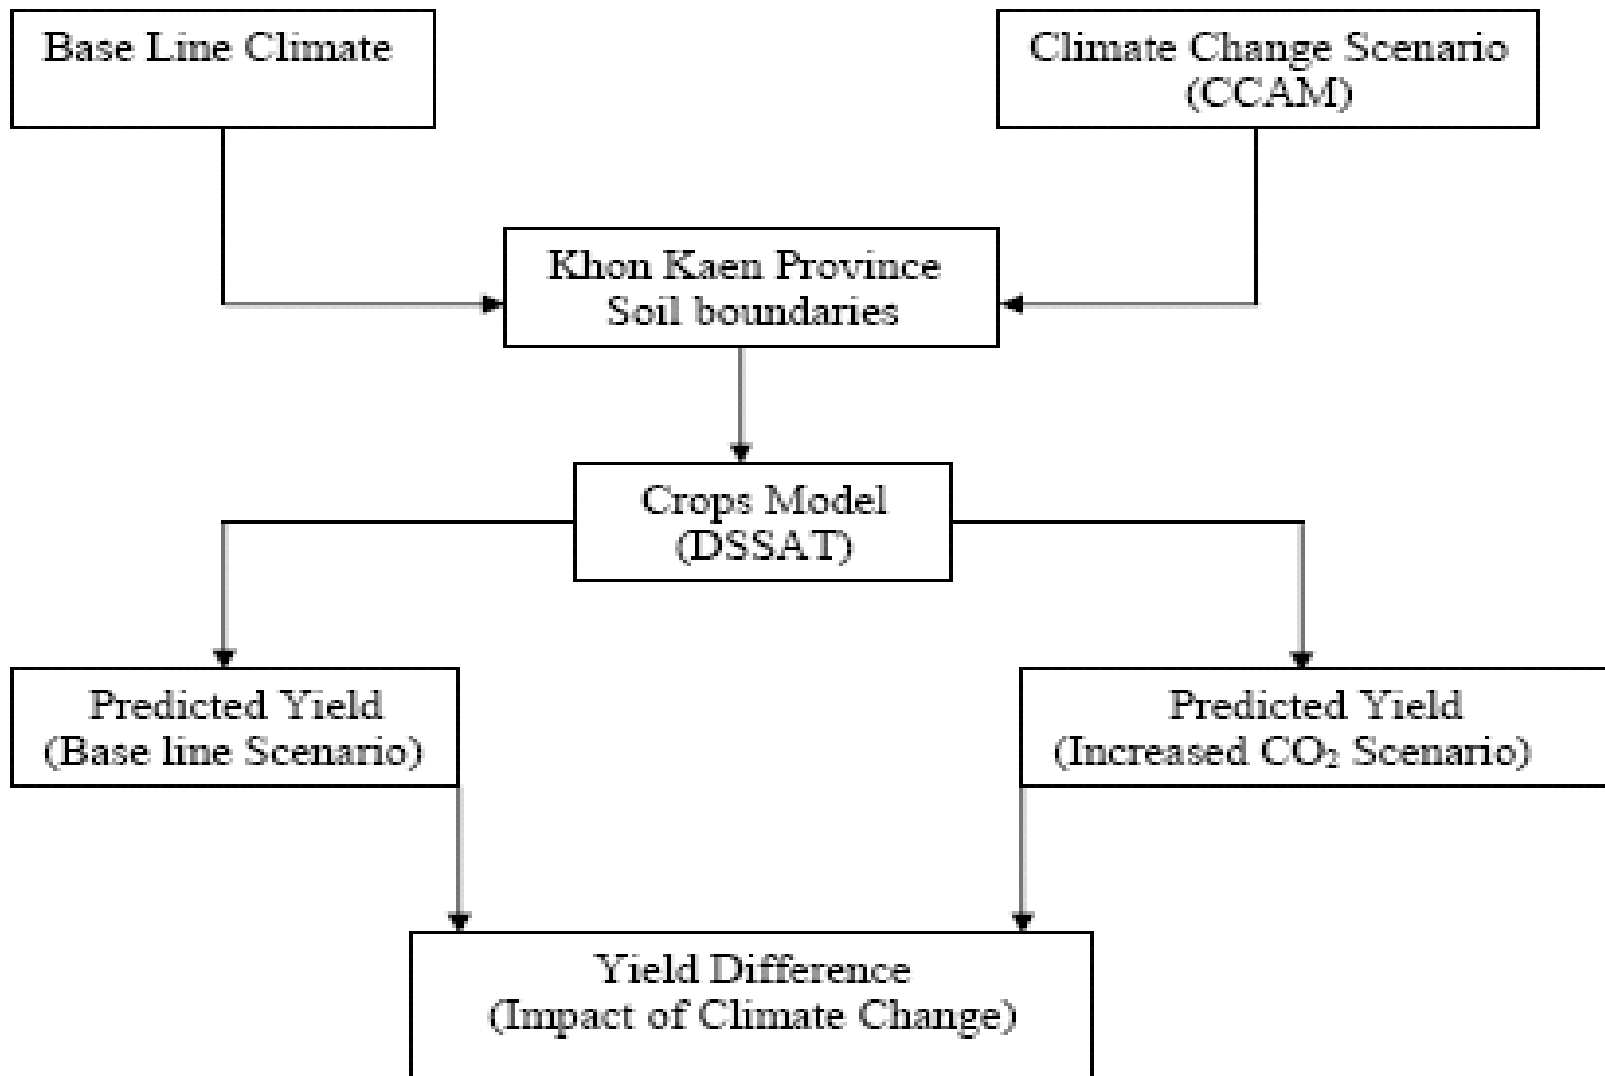 Base Line Climate
Climate Change Scenario
(CCAM)
Khon Kaen Province
Soil boundaries
Crops Model
(DSSAT)
Predicted Yield
(Base line Scenario)
Predicted Yield
(Increased CO₂ Scenario)
Yield Difference
(Impact of Climate Change)